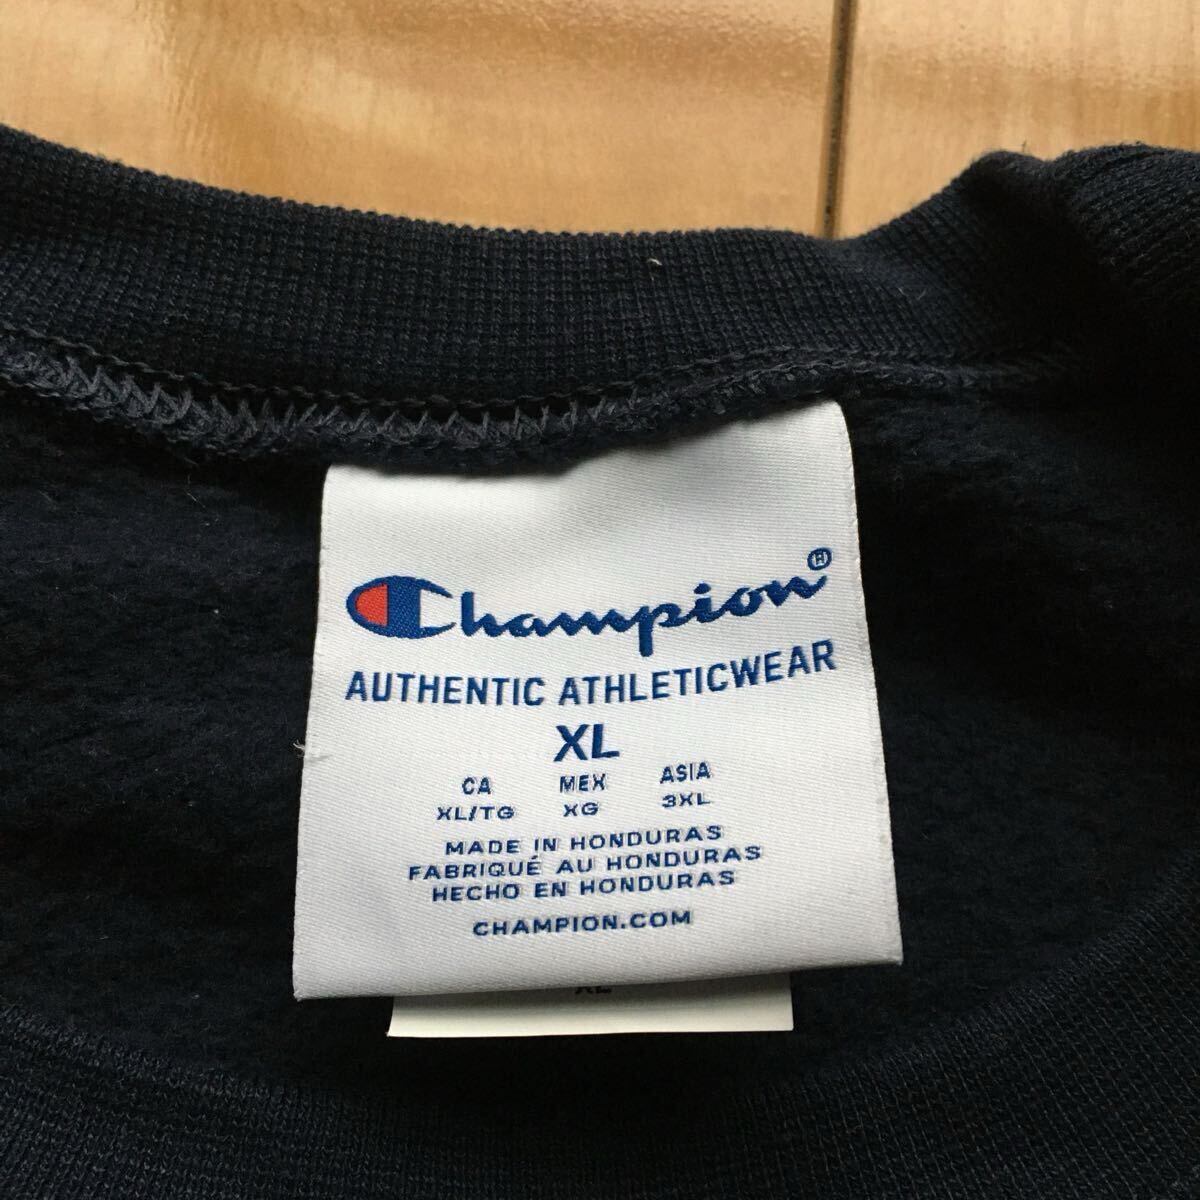 Champion®
AUTHENTIC ATHLETICWEAR
XL
CA MEX ASIA
XL/TG XG 3XL
MADE IN HONDURAS
FABRIQUÉ AU HONDURAS
HECHO EN HONDURAS
CHAMPION.COM
XL